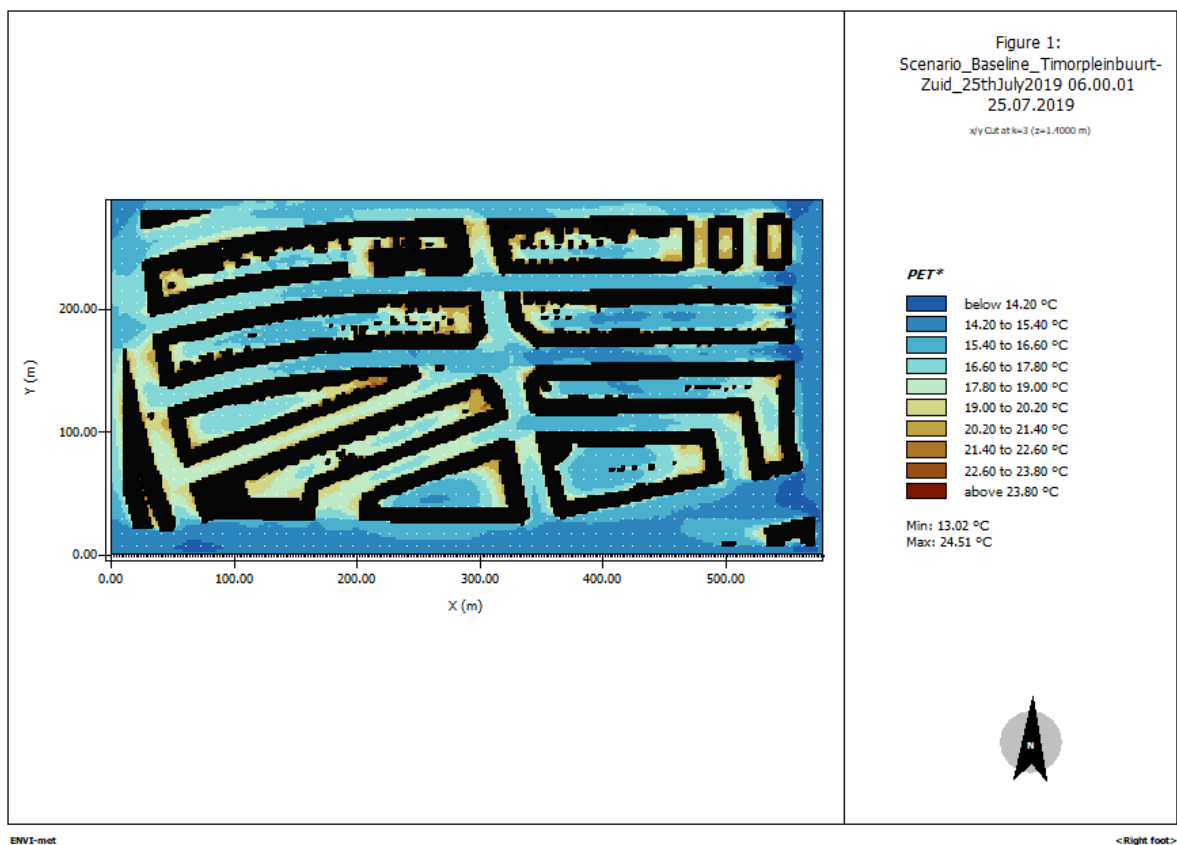 Figure 1:
Scenario_Baseline_Timorpleinbuurt-
Zuid_25thJuly2019 06.00.01
25.07.2019
x/y Cut at k=3 (z=1.4000 m)
Y (m)
200.00
100.00
0.00
0.00 100.00 200.00 300.00 400.00 500.00
X (m)
PET*
below 14.20 °C
14.20 to 15.40 °C
15.40 to 16.60 °C
16.60 to 17.80 °C
17.80 to 19.00 °C
19.00 to 20.20 °C
20.20 to 21.40 °C
21.40 to 22.60 °C
22.60 to 23.80 °C
above 23.80 °C
Min: 13.02 °C
Max: 24.51 °C
N
ENVI-met
<Right foot>